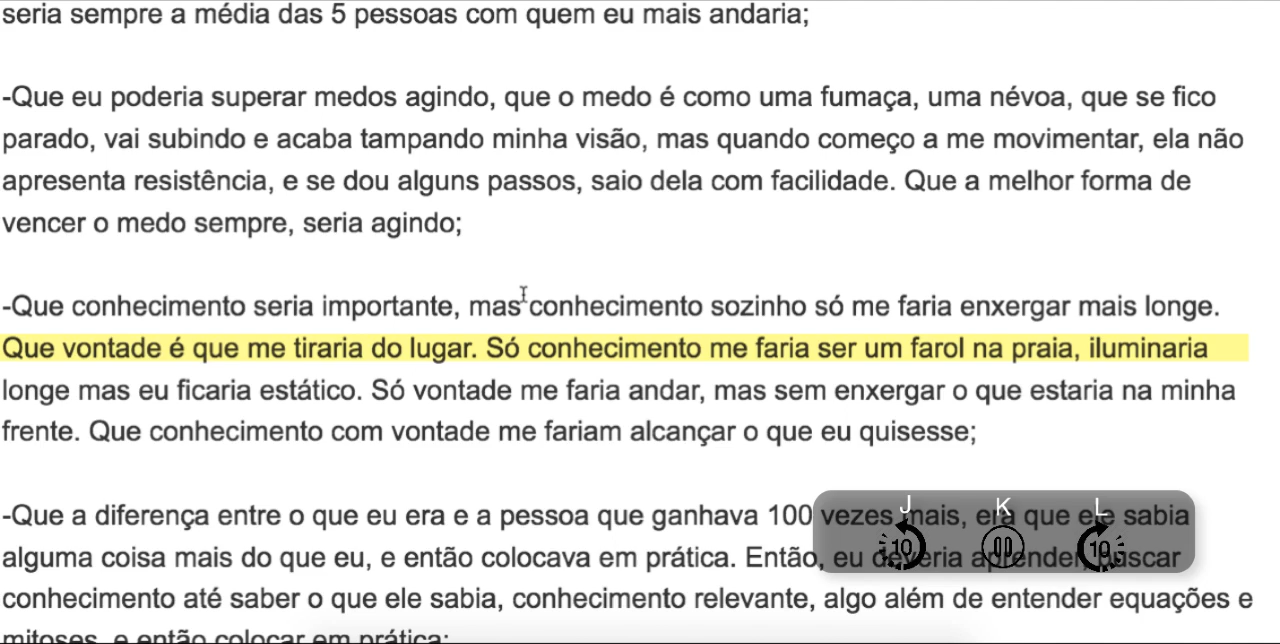 seria sempre a média das 5 pessoas com quem eu mais andaria;
-Que eu poderia superar medos agindo, que o medo é como uma fumaça, uma névoa, que se fico
parado, vai subindo e acaba tampando minha visão, mas quando começo a me movimentar, ela não
apresenta resistência, e se dou alguns passos, saio dela com facilidade. Que a melhor forma de
vencer o medo sempre, seria agindo;
-Que conhecimento seria importante, mas conhecimento sozinho só me faria enxergar mais longe.
Que vontade é que me tiraria do lugar. Só conhecimento me faria ser um farol na praia, iluminaria
longe mas eu ficaria estático. Só vontade me faria andar, mas sem enxergar o que estaria na minha
frente. Que conhecimento com vontade me fariam alcançar o que eu quisesse;
-Que a diferença entre o que eu era e a pessoa que ganhava 100 vezes mais, era que ele sabia
alguma coisa mais do que eu, e então colocava em prática. Então, eu deveria aprender, buscar
conhecimento até saber o que ele sabia, conhecimento relevante, algo além de entender equações e
mitoses, e então colocar em prática;
J K L
10 10